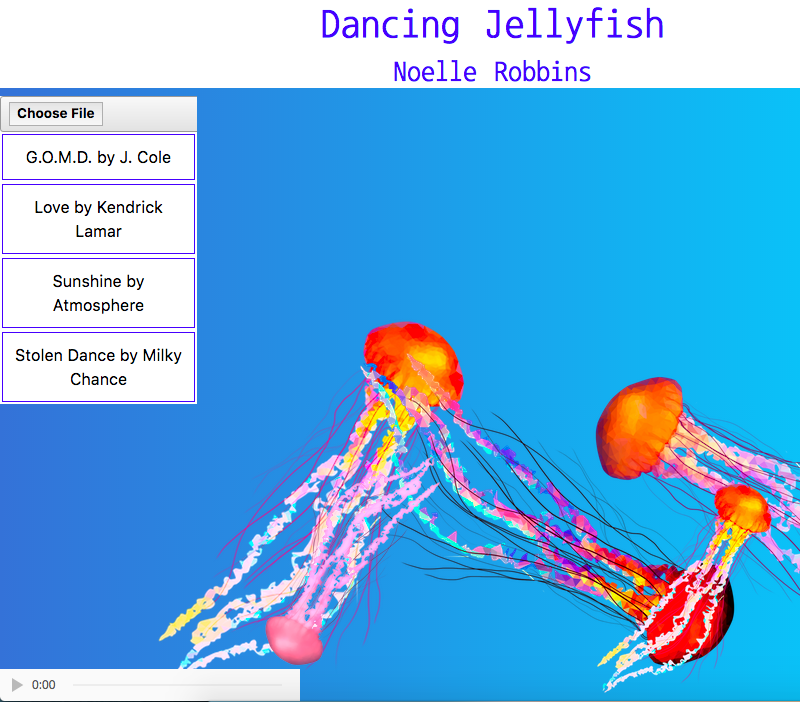 Dancing Jellyfish
Noelle Robbins
Choose File
G.O.M.D. by J. Cole
Love by Kendrick
Lamar
Sunshine by
Atmosphere
Stolen Dance by Milky
Chance
0:00